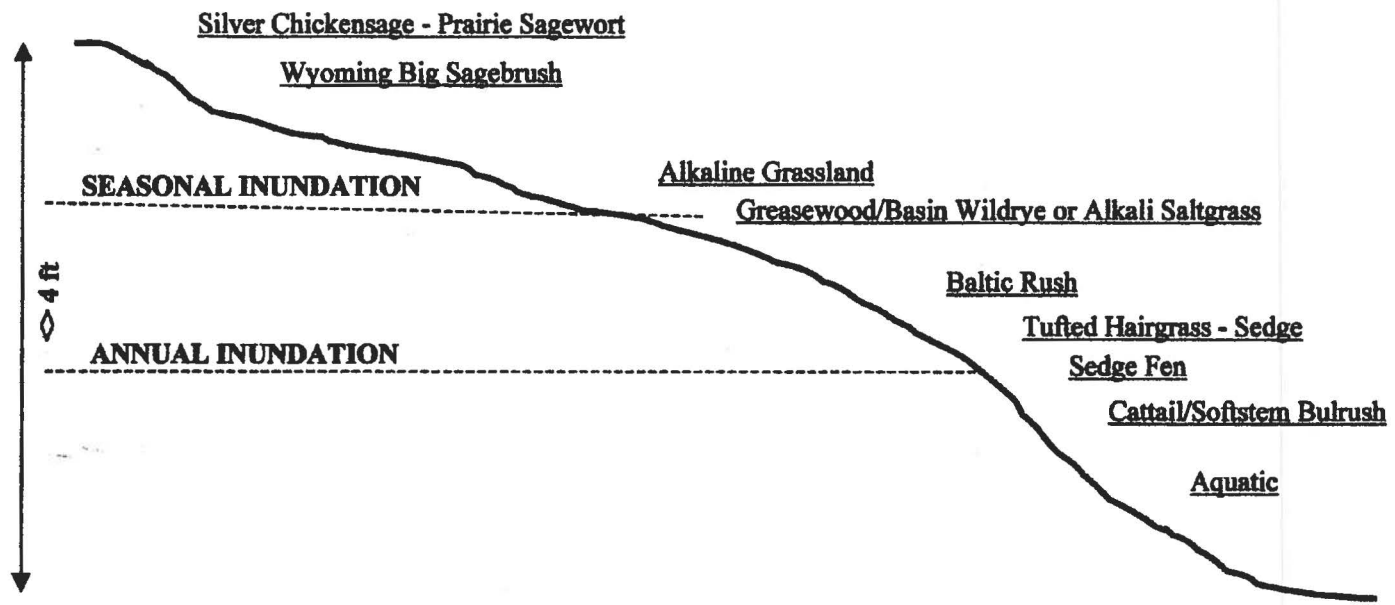 Silver Chickensage - Prairie Sagewort
Wyoming Big Sagebrush
Alkaline Grassland
SEASONAL INUNDATION
Greasewood/Basin Wildrye or Alkali Saltgrass
<> 4 ft
Baltic Rush
Tufted Hairgrass - Sedge
ANNUAL INUNDATION
Sedge Fen
Cattail/Softstem Bulrush
Aquatic